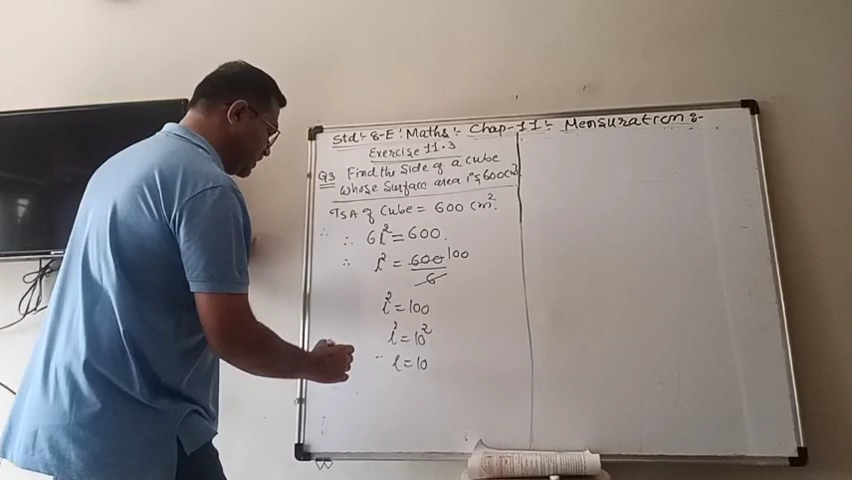 Std:- 8-E: Maths:- Chap-11:- Mensuration:-
Exercise 11.3
Q3 Find the side of a cube
whose surface area is 600cm²
TSA of cube = 600 cm².
∴ ∴ 6l² = 600.
∴ l² = 600 100
6
l² = 100
l² = 10²
∵ l = 10